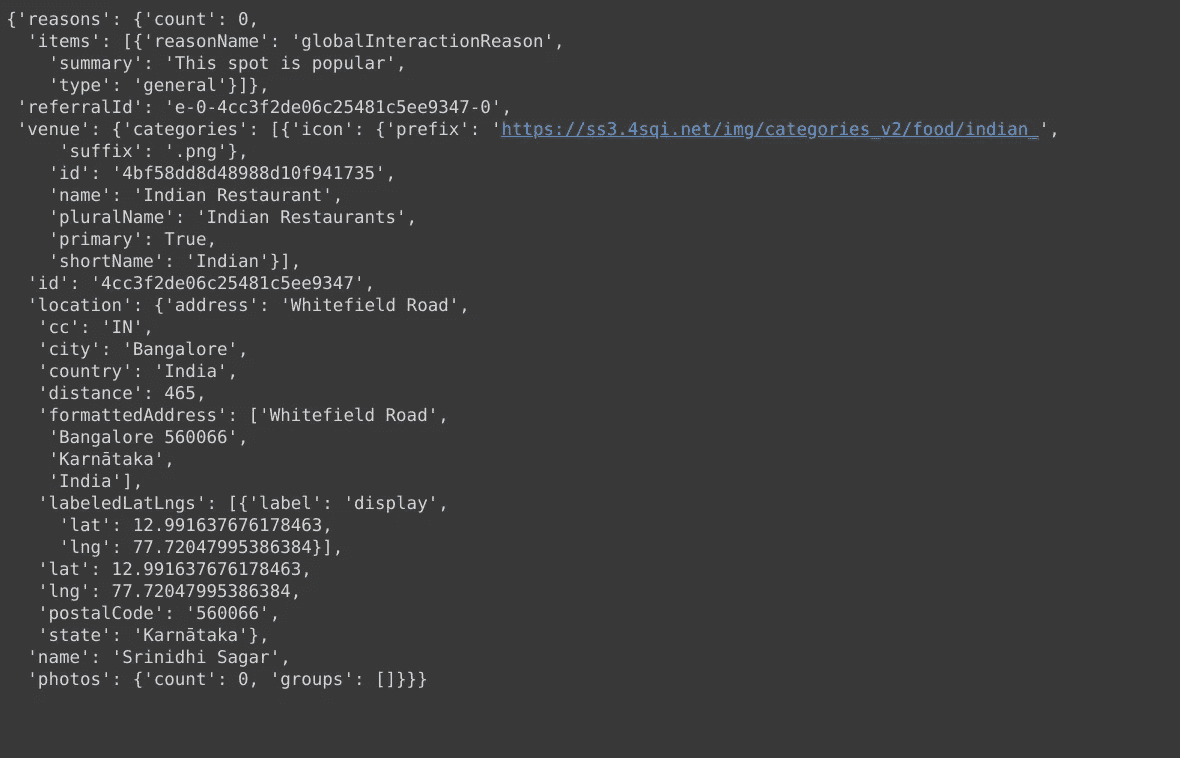 {'reasons': {'count': 0,
  'items': [{'reasonName': 'globalInteractionReason',
    'summary': 'This spot is popular',
    'type': 'general'}]},
 'referralId': 'e-0-4cc3f2de06c25481c5ee9347-0',
 'venue': {'categories': [{'icon': {'prefix': 'https://ss3.4sqi.net/img/categories_v2/food/indian_',
     'suffix': '.png'},
    'id': '4bf58dd8d48988d10f941735',
    'name': 'Indian Restaurant',
    'pluralName': 'Indian Restaurants',
    'primary': True,
    'shortName': 'Indian'}],
  'id': '4cc3f2de06c25481c5ee9347',
  'location': {'address': 'Whitefield Road',
   'cc': 'IN',
   'city': 'Bangalore',
   'country': 'India',
   'distance': 465,
   'formattedAddress': ['Whitefield Road',
    'Bangalore 560066',
    'Karnātaka',
    'India'],
   'labeledLatLngs': [{'label': 'display',
     'lat': 12.991637676178463,
     'lng': 77.72047995386384}],
   'lat': 12.991637676178463,
   'lng': 77.72047995386384,
   'postalCode': '560066',
   'state': 'Karnātaka'},
  'name': 'Srinidhi Sagar',
  'photos': {'count': 0, 'groups': []}}}